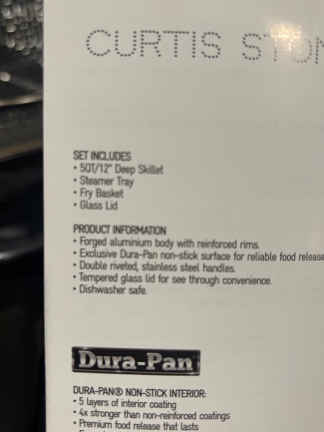 CURTIS STON
SET INCLUDES
• 5QT/12" Deep Skillet
• Steamer Tray
• Fry Basket
• Glass Lid
PRODUCT INFORMATION
• Forged aluminium body with reinforced rims.
• Exclusive Dura-Pan non-stick surface for reliable food release
• Double riveted, stainless steel handles.
• Tempered glass lid for see through convenience.
• Dishwasher safe.
Dura-Pan
DURA-PAN® NON-STICK INTERIOR:
• 5 layers of interior coating
• 4x stronger than non-reinforced coatings
• Premium food release that lasts